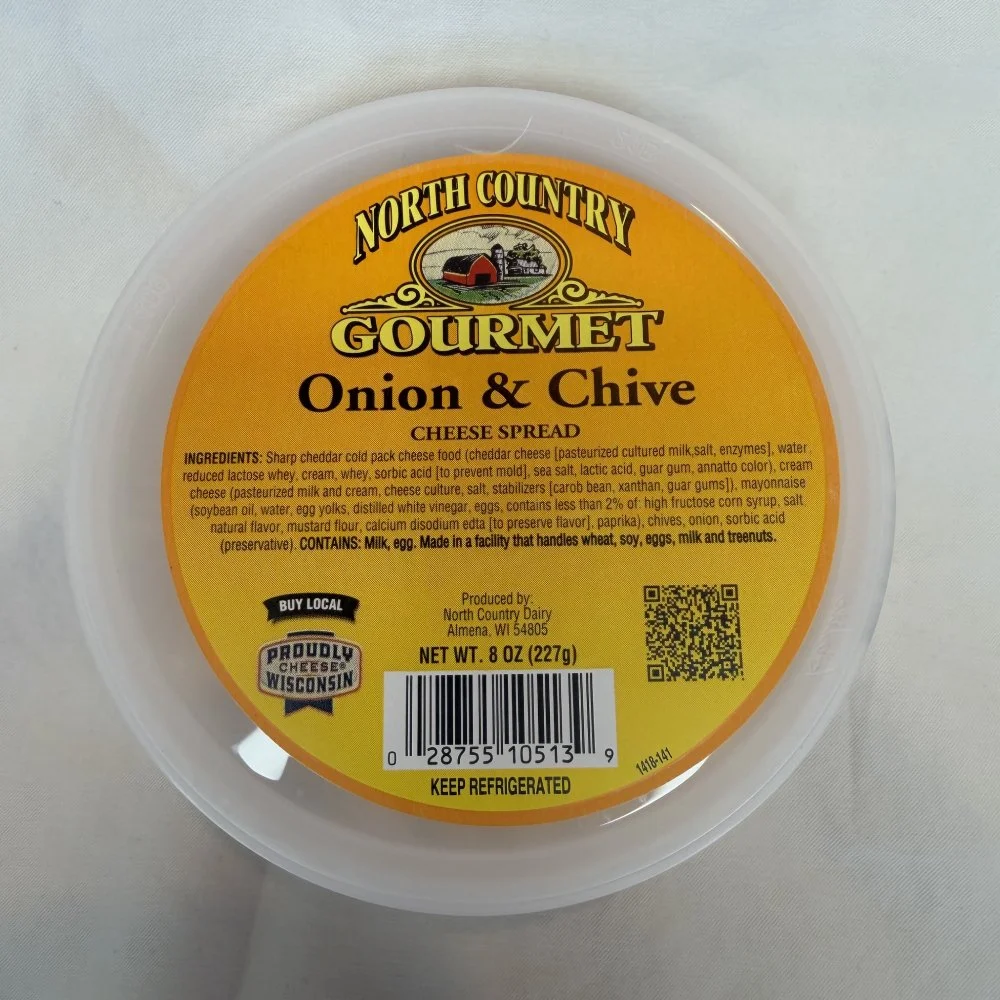 NORTH COUNTRY
GOURMET
Onion & Chive
CHEESE SPREAD
INGREDIENTS: Sharp cheddar cold pack cheese food (cheddar cheese [pasteurized cultured milk,salt, enzymes], water,
reduced lactose whey, cream, whey, sorbic acid [to prevent mold], sea salt, lactic acid, guar gum, annatto color), cream
cheese (pasteurized milk and cream, cheese culture, salt, stabilizers [carob bean, xanthan, guar gums]), mayonnaise
(soybean oil, water, egg yolks, distilled white vinegar, eggs, contains less than 2% of: high fructose corn syrup, salt,
natural flavor, mustard flour, calcium disodium edta [to preserve flavor], paprika), chives, onion, sorbic acid
(preservative). CONTAINS: Milk, egg. Made in a facility that handles wheat, soy, eggs, milk and treenuts.
BUY LOCAL
PROUDLY
CHEESE®
WISCONSIN
Produced by:
North Country Dairy
Almena, WI 54805
NET WT. 8 OZ (227g)
0 28755 10513 9
KEEP REFRIGERATED
1418-141